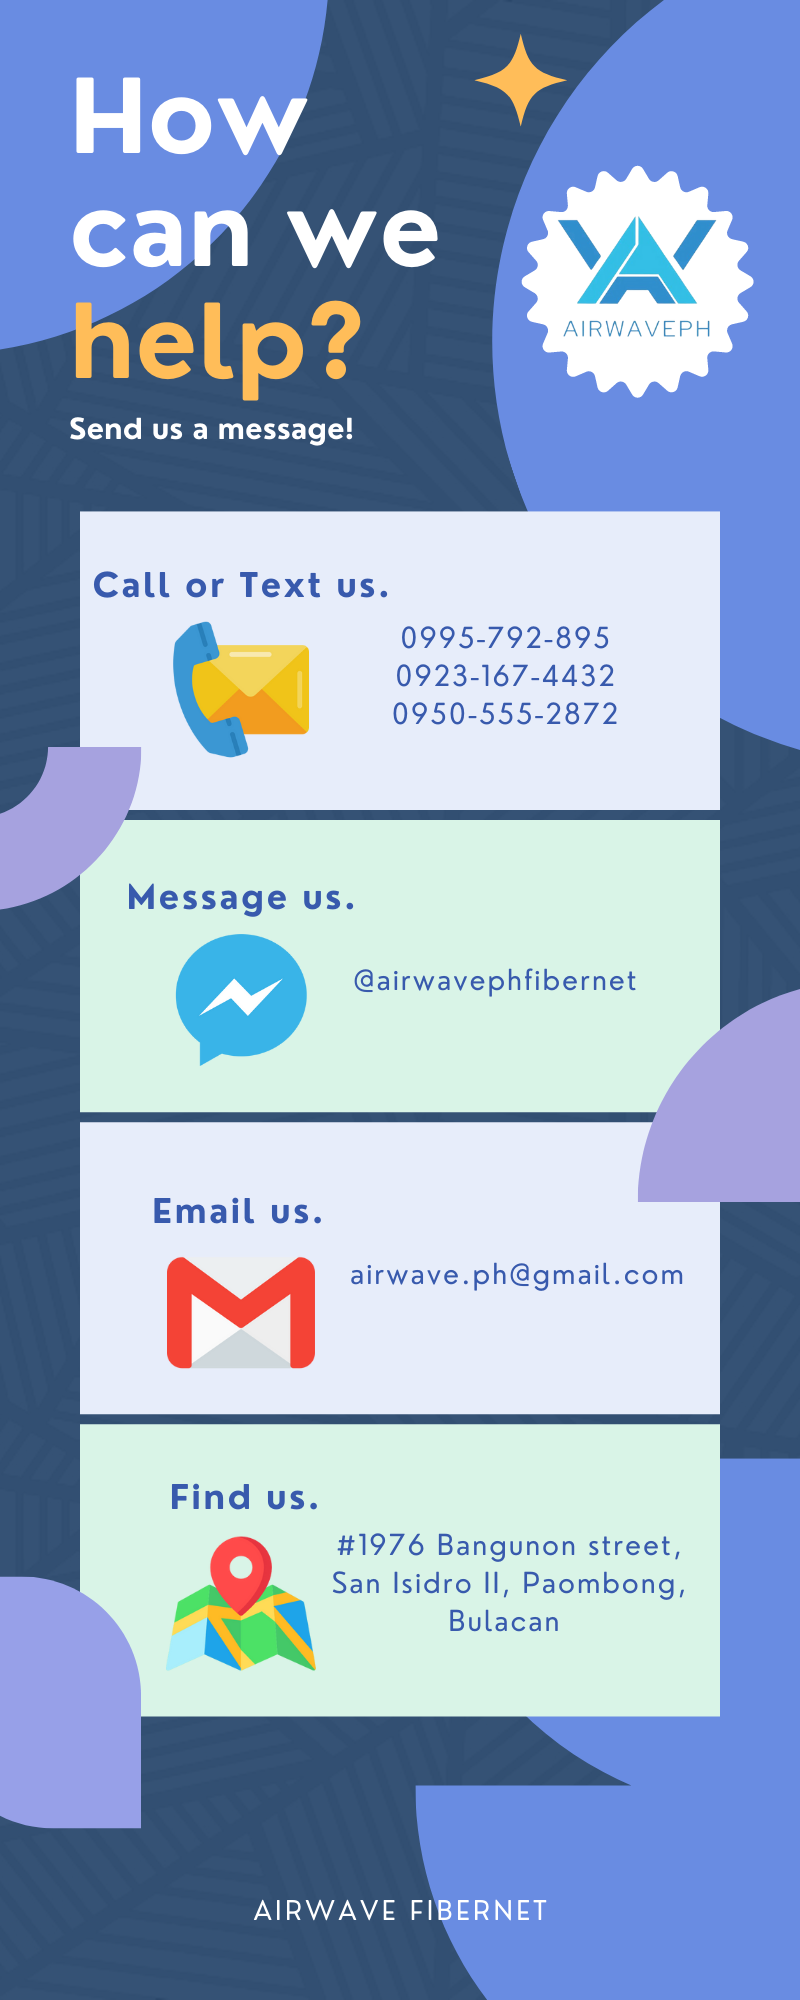 How
can we
help?
Send us a message!
AIRWAVEPH
Call or Text us.
0995-792-895
0923-167-4432
0950-555-2872
Message us.
@airwavephfibernet
Email us.
airwave.ph@gmail.com
Find us.
#1976 Bangunon street,
San Isidro II, Paombong,
Bulacan
AIRWAVE FIBERNET